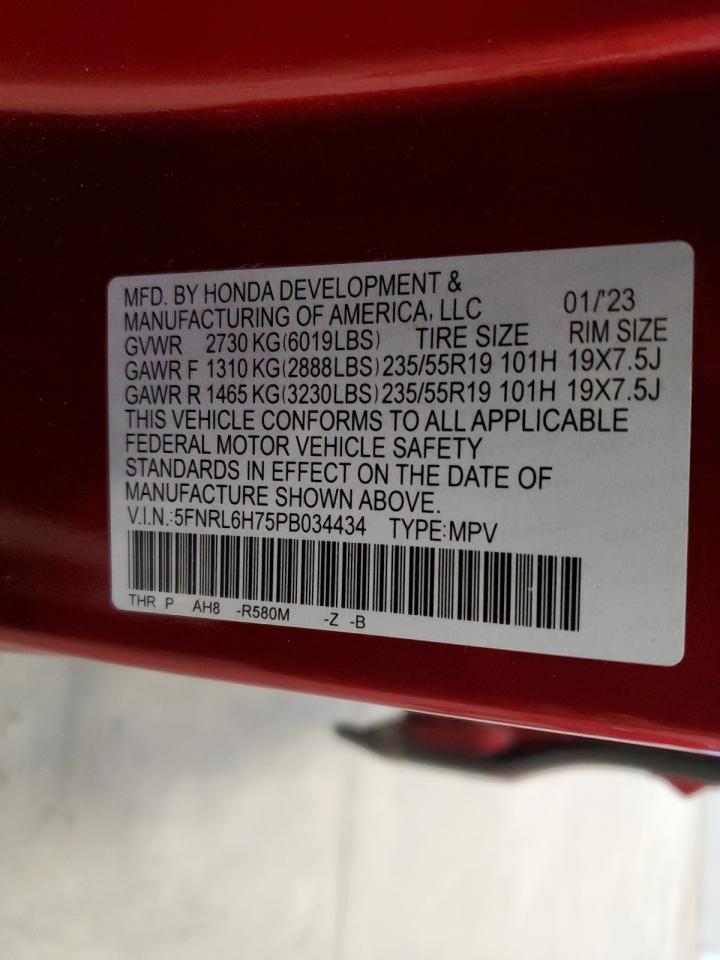 MFD. BY HONDA DEVELOPMENT &
MANUFACTURING OF AMERICA, LLC 01/'23
GVWR 2730 KG(6019LBS) TIRE SIZE RIM SIZE
GAWR F 1310 KG(2888LBS) 235/55R19 101H 19X7.5J
GAWR R 1465 KG(3230LBS) 235/55R19 101H 19X7.5J
THIS VEHICLE CONFORMS TO ALL APPLICABLE
FEDERAL MOTOR VEHICLE SAFETY
STANDARDS IN EFFECT ON THE DATE OF
MANUFACTURE SHOWN ABOVE.
V.I.N.:5FNRL6H75PB034434 TYPE:MPV
THR P AH8 -R580M -Z -B